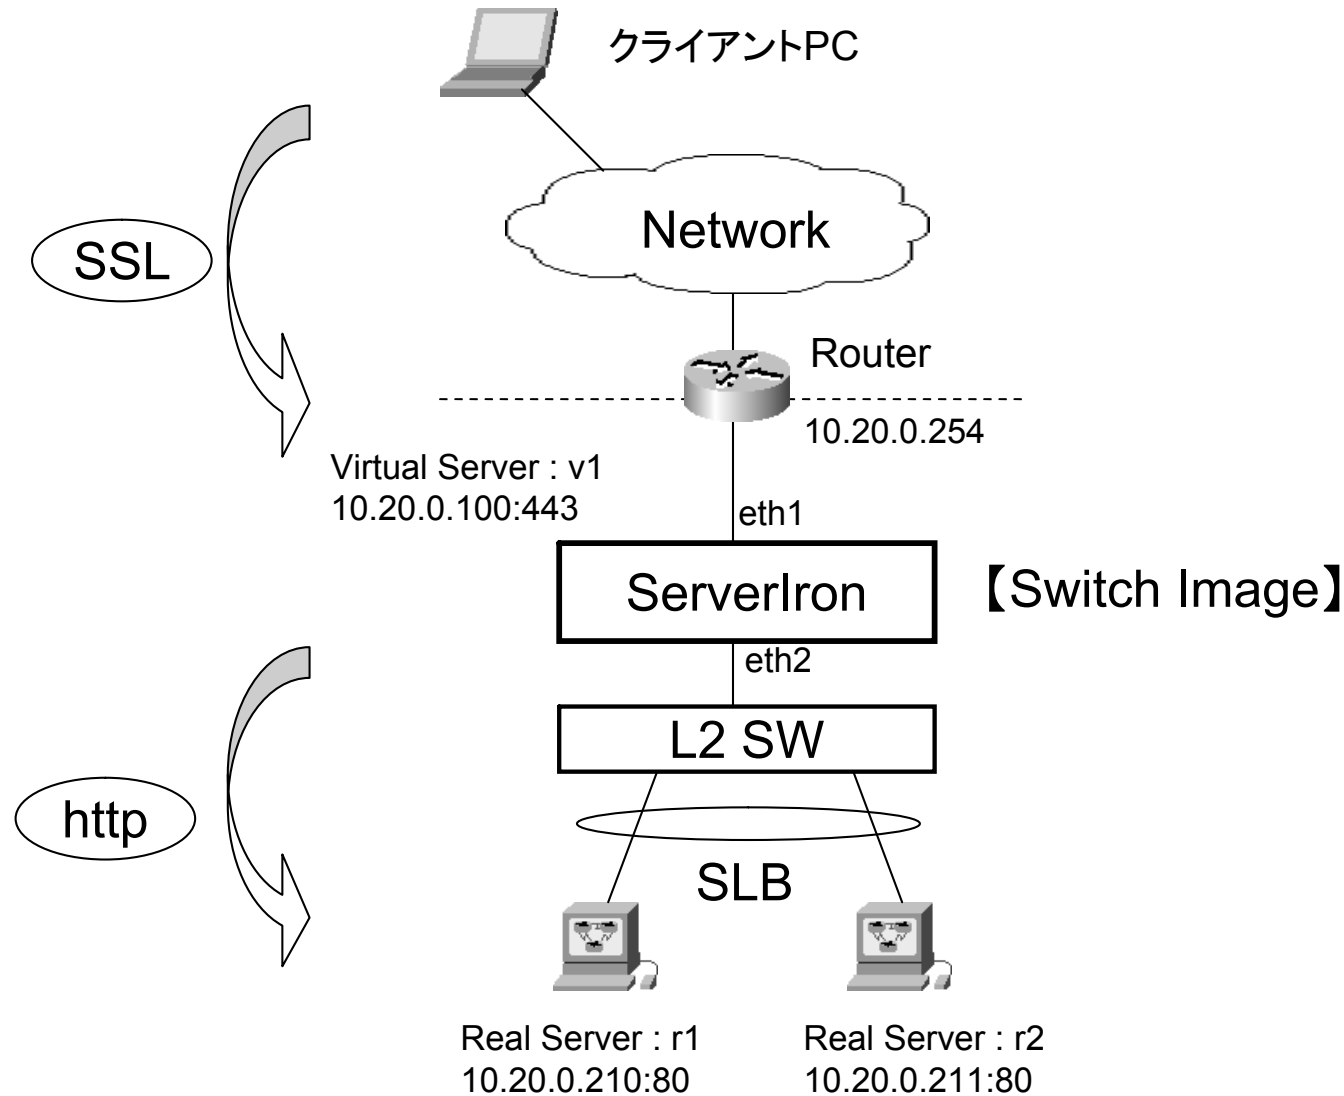 クライアントPC
Network
SSL
Router
10.20.0.254
Virtual Server : v1
10.20.0.100:443
eth1
ServerIron
【Switch Image】
eth2
L2 SW
http
SLB
Real Server : r1
10.20.0.210:80
Real Server : r2
10.20.0.211:80